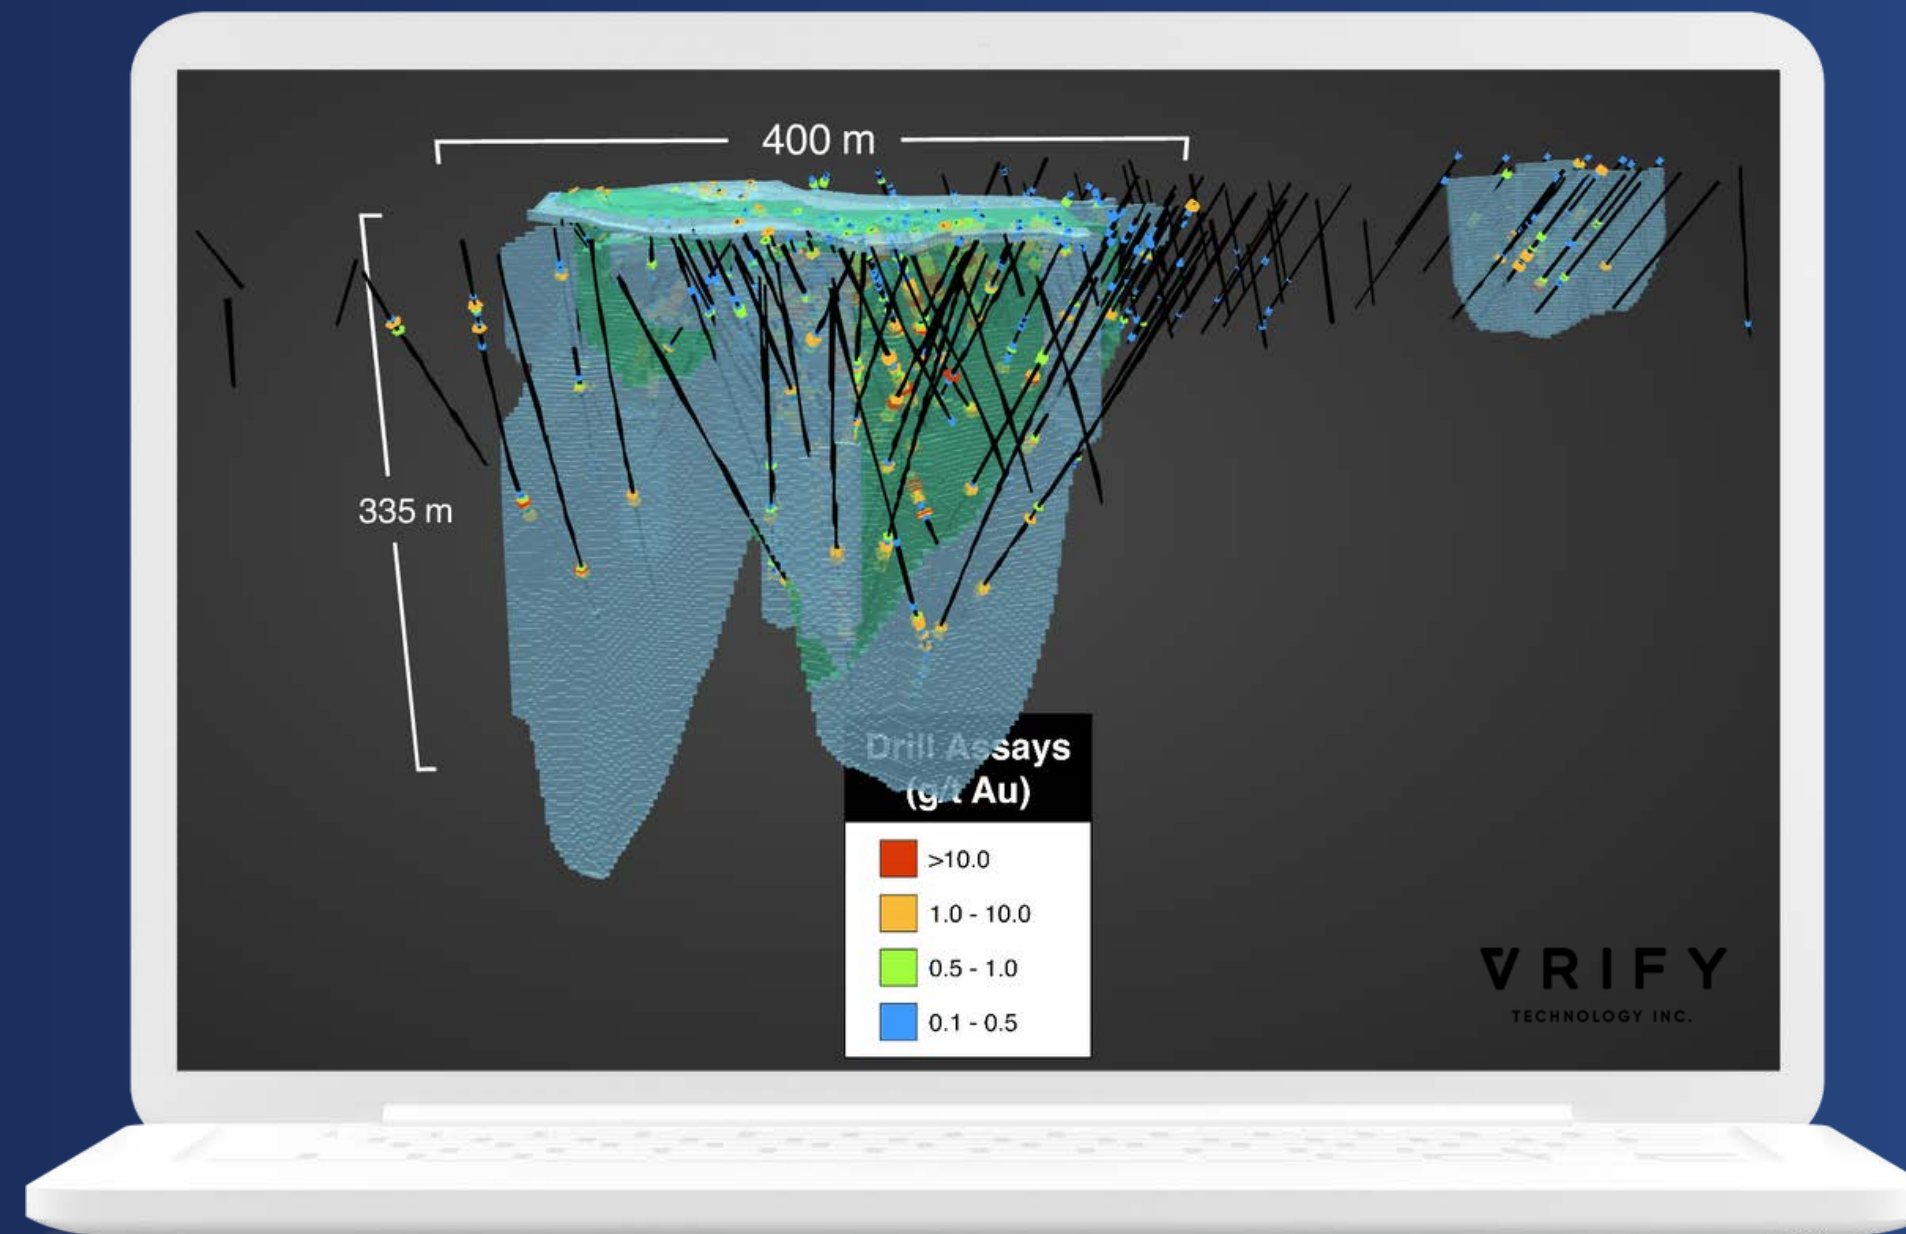 400 m
335 m
Drill Assays
(g/t Au)
>10.0
1.0 - 10.0
0.5 - 1.0
0.1 - 0.5
VRIFY
TECHNOLOGY INC.